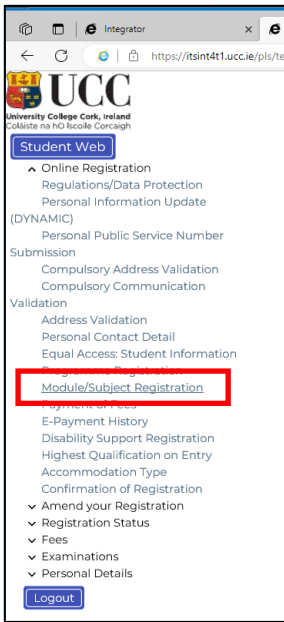 Integrator
https://itsint4t1.ucc.ie/pls/te
UCC
University College Cork, Ireland
Coláiste na hO llscoile Corcaigh
Student Web
Online Registration
Regulations/Data Protection
Personal Information Update
(DYNAMIC)
Personal Public Service Number
Submission
Compulsory Address Validation
Compulsory Communication
Validation
Address Validation
Personal Contact Detail
Equal Access: Student Information
Programme Registration
Module/Subject Registration
Payment of Fees
E-Payment History
Disability Support Registration
Highest Qualification on Entry
Accommodation Type
Confirmation of Registration
Amend your Registration
Registration Status
Fees
Examinations
Personal Details
Logout